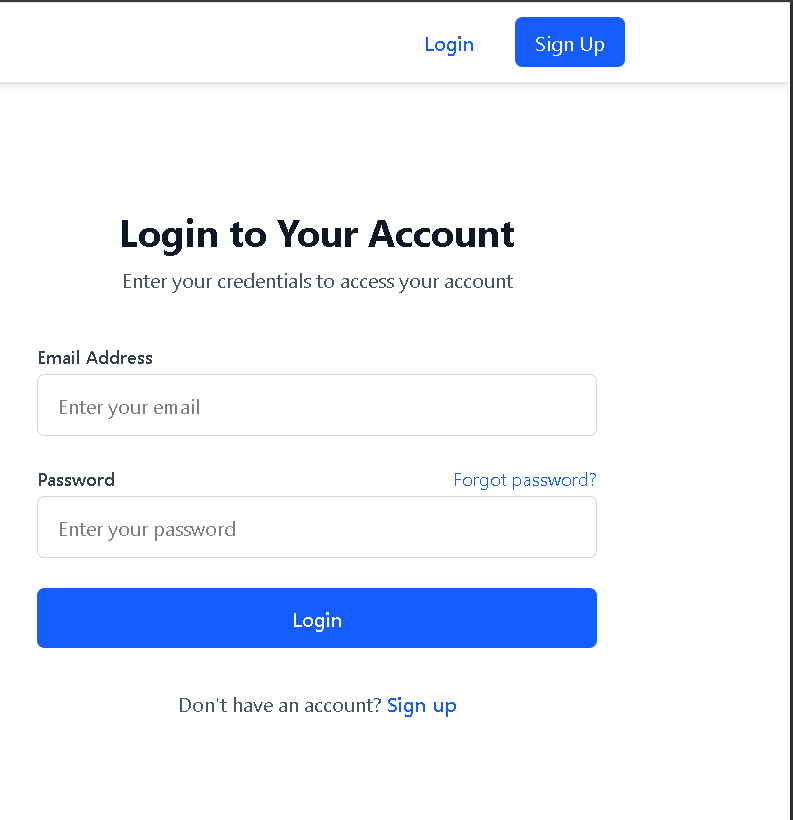 Login Sign Up
Login to Your Account
Enter your credentials to access your account
Email Address
Enter your email
Password Forgot password?
Enter your password
Login
Don't have an account? Sign up